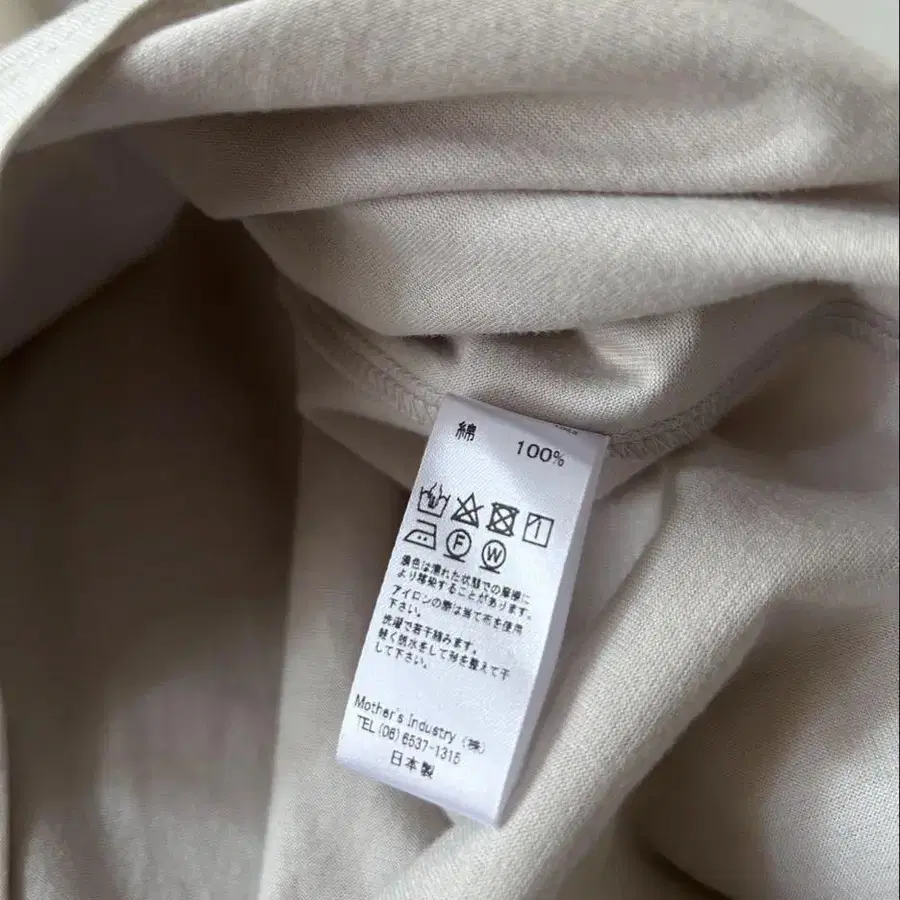 綿 100%
F W
濃色は濡れた状態での摩擦に
より移染することがあります。
アイロンの際は当て布を使用
下さい。
洗濯で若干縮みます。
軽く脱水をして形を整えて干
して下さい。
Mother's Industry (株)
TEL (06) 6537-1315
日本製